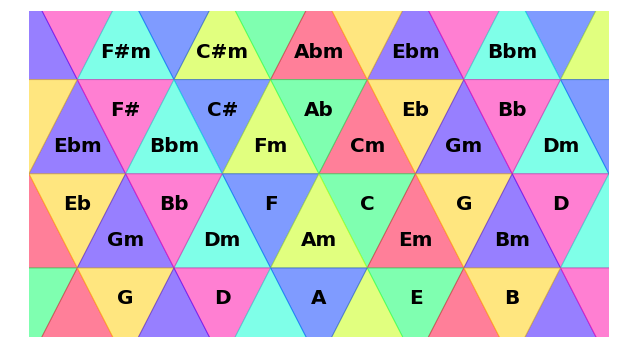 F#m C#m Abm Ebm Bbm
F# C# Ab Eb Bb
Ebm Bbm Fm Cm Gm Dm
Eb Bb F C G D
Gm Dm Am Em Bm
G D A E B